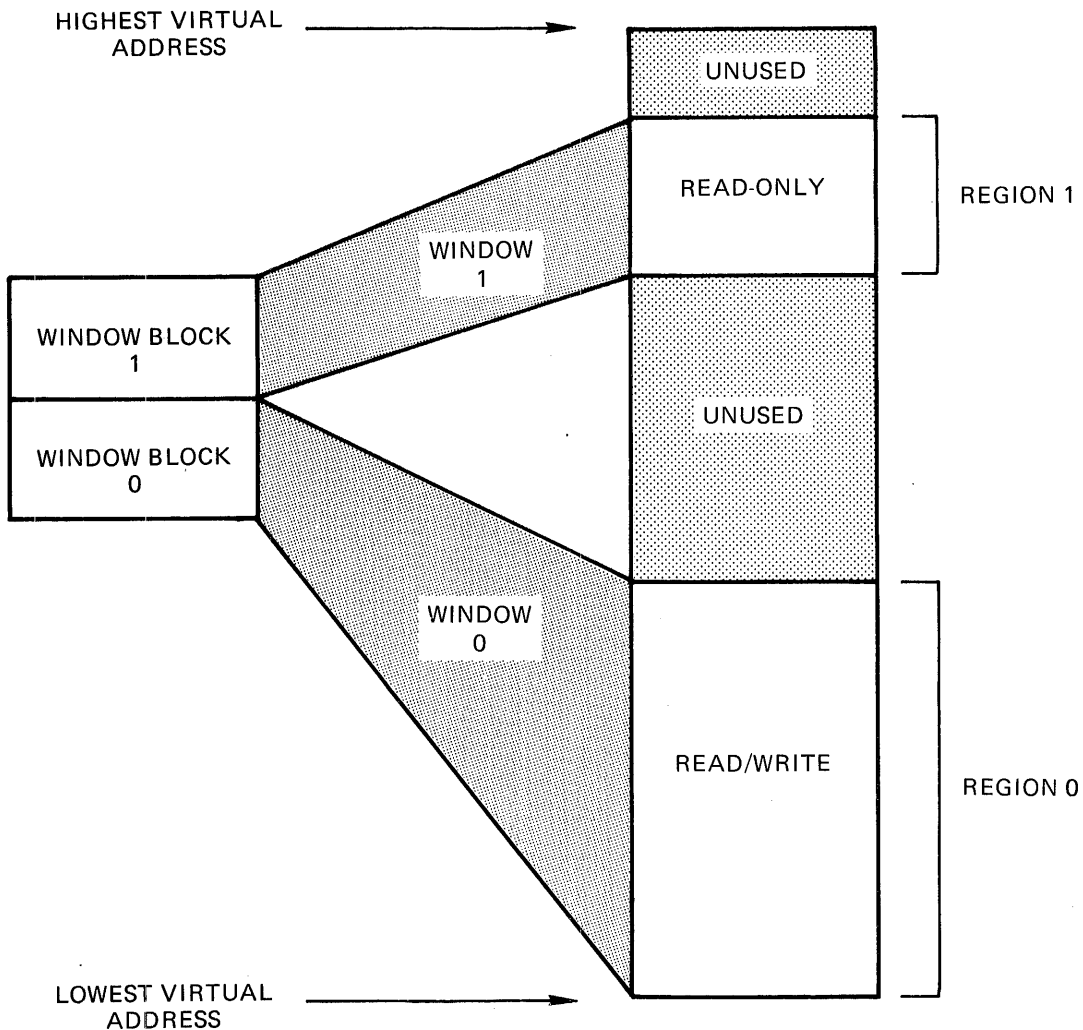 HIGHEST VIRTUAL
ADDRESS
UNUSED
READ-ONLY
REGION 1
WINDOW
1
WINDOW BLOCK
1
UNUSED
WINDOW BLOCK
0
WINDOW
0
READ/WRITE
REGION 0
LOWEST VIRTUAL
ADDRESS